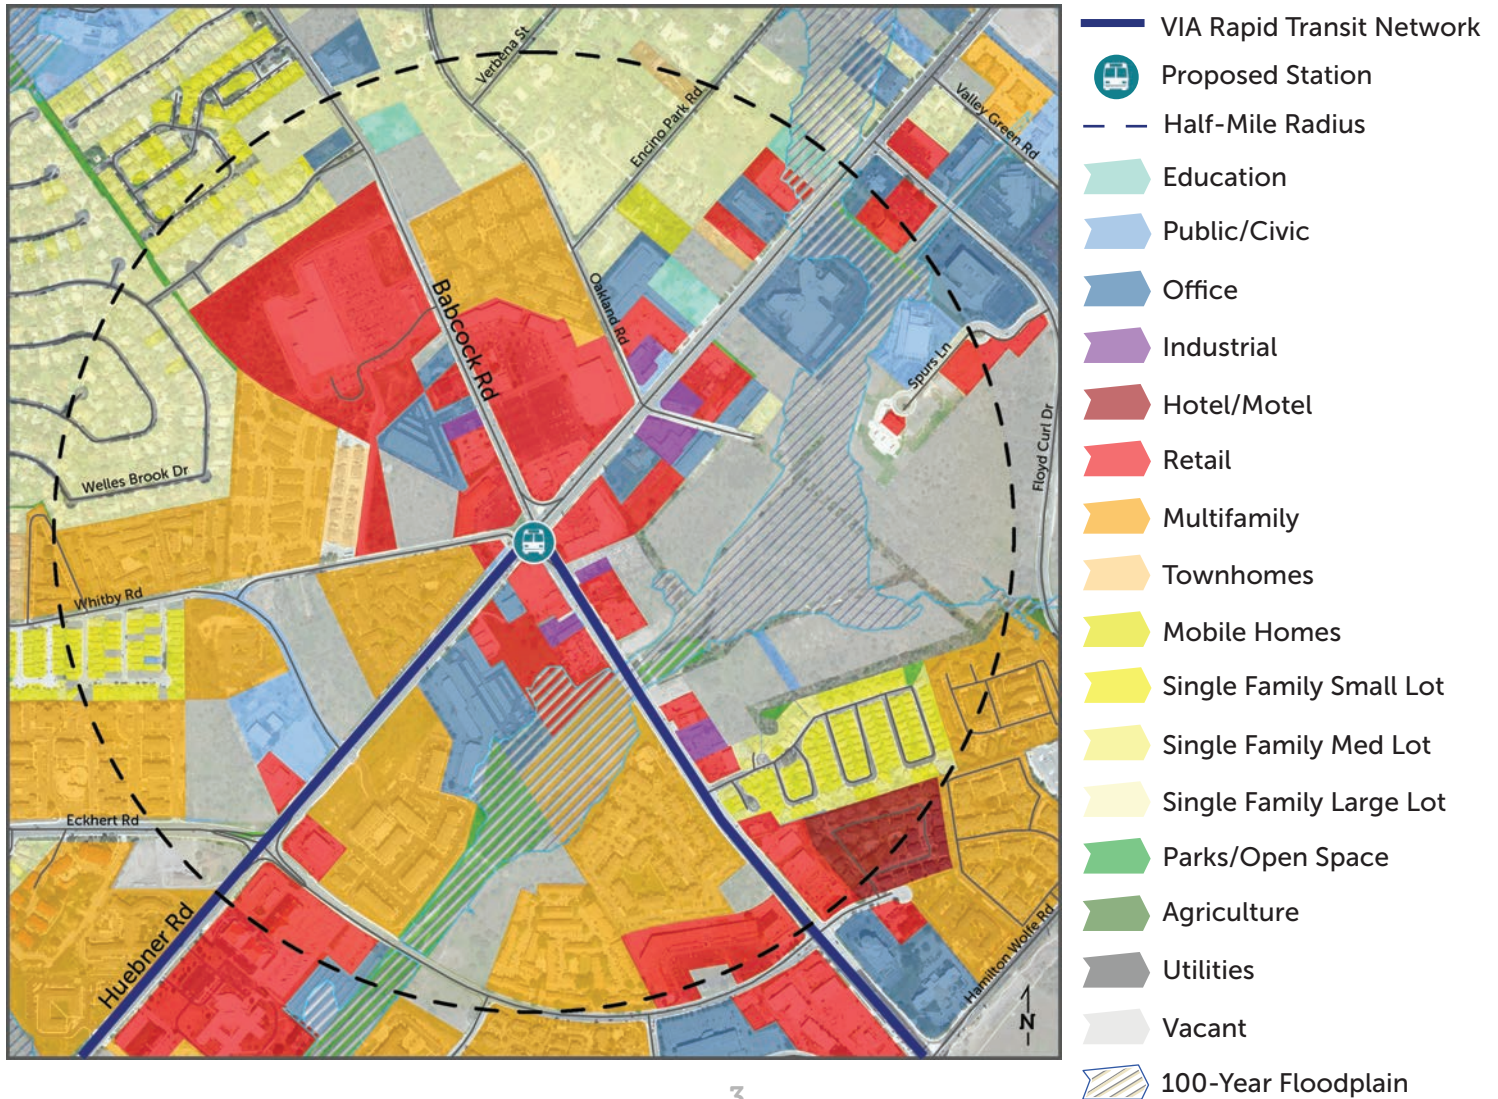 Verbena St
Encino Park Rd
Valley Green Rd
Babcock Rd
Oakland Rd
Spurs Ln
Floyd Curl Dr
Welles Brook Dr
Whitby Rd
Eckhert Rd
Huebner Rd
Hamilton Wolfe Rd
N
VIA Rapid Transit Network
Proposed Station
Half-Mile Radius
Education
Public/Civic
Office
Industrial
Hotel/Motel
Retail
Multifamily
Townhomes
Mobile Homes
Single Family Small Lot
Single Family Med Lot
Single Family Large Lot
Parks/Open Space
Agriculture
Utilities
Vacant
100-Year Floodplain
3